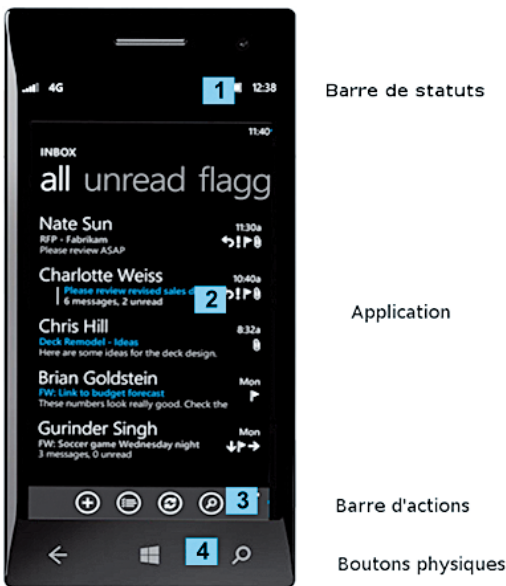 4G 1 12:38 Barre de statuts
11:40
INBOX
all unread flagg
Nate Sun 11:30a
RFP - Fabrikam
Please review ASAP
Charlotte Weiss 10:40a
Please review revised sales d
6 messages, 2 unread 2
Application
Chris Hill 8:32a
Deck Remodel - Ideas
Here are some ideas for the deck design.
Brian Goldstein Mon
FW: Link to budget forecast
These numbers look really good. Check the
Gurinder Singh Mon
FW: Soccer game Wednesday night
3 messages, 0 unread
3 Barre d'actions
4 Boutons physiques